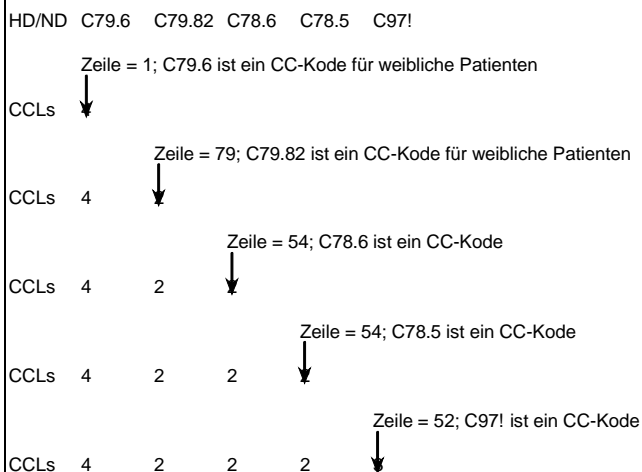 HD/ND C79.6 C79.82 C78.6 C78.5 C97!
Zeile = 1; C79.6 ist ein CC-Kode für weibliche Patienten
CCLs
Zeile = 79; C79.82 ist ein CC-Kode für weibliche Patienten
CCLs 4
Zeile = 54; C78.6 ist ein CC-Kode
CCLs 4 2
Zeile = 54; C78.5 ist ein CC-Kode
CCLs 4 2 2
Zeile = 52; C97! ist ein CC-Kode
CCLs 4 2 2 2